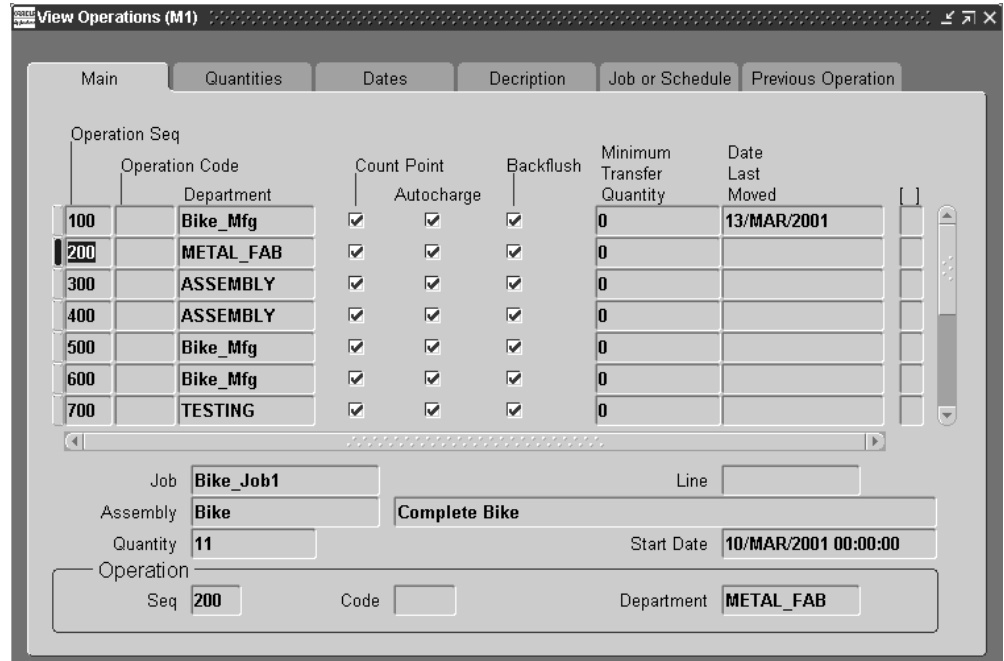 View Operations (M1)
Main Quantities Dates Decription Job or Schedule Previous Operation
Operation Seq
Operation Code Count Point Backflush Minimum Transfer Quantity Date Last Moved
Department Autocharge [ ]
100 Bike_Mfg 0 13/MAR/2001
200 METAL_FAB 0
300 ASSEMBLY 0
400 ASSEMBLY 0
500 Bike_Mfg 0
600 Bike_Mfg 0
700 TESTING 0
Job Bike_Job1 Line
Assembly Bike Complete Bike
Quantity 11 Start Date 10/MAR/2001 00:00:00
Operation
Seq 200 Code Department METAL_FAB